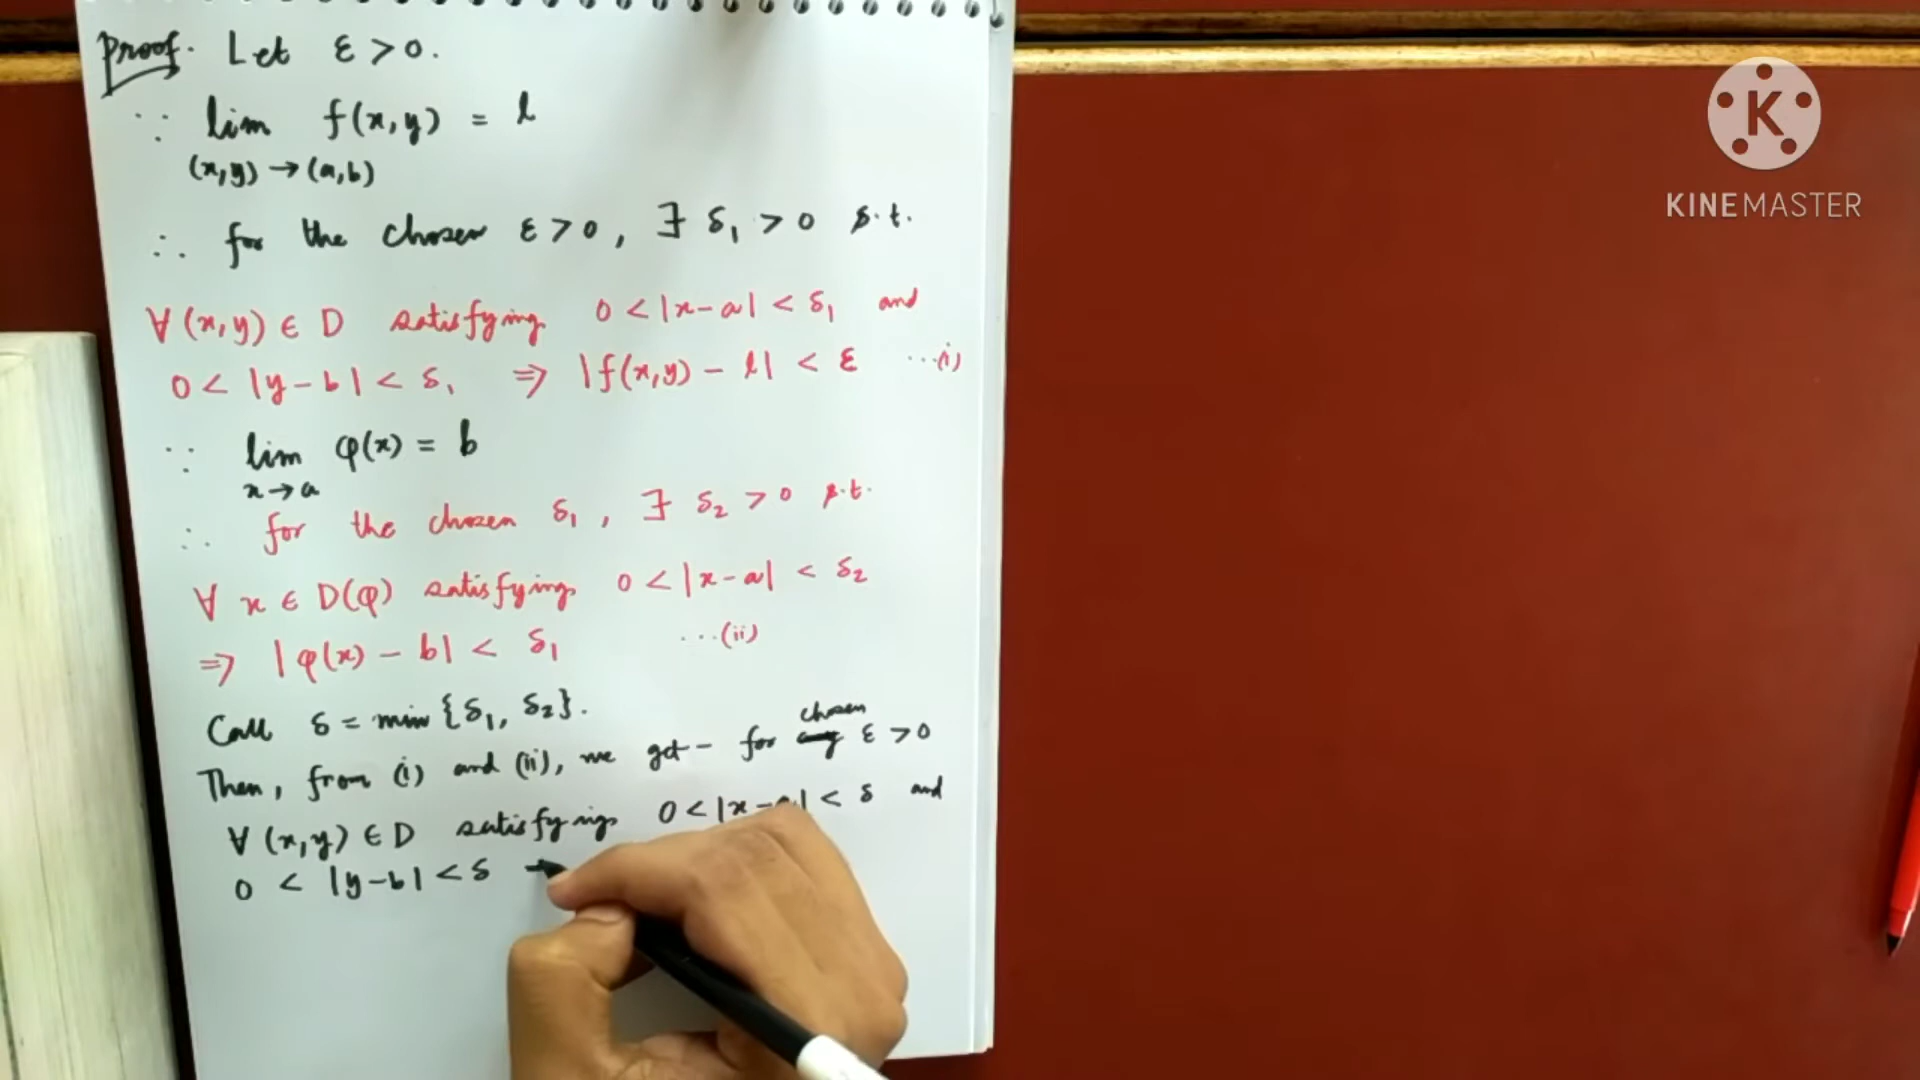 Proof. Let ε > 0.
∵ lim f(x,y) = l
(x,y) → (a,b)
∴ for the chosen ε > 0, ∃ δ₁ > 0 s.t.
∀ (x,y) ∈ D satisfying 0 < |x-a| < δ₁ and
0 < |y-b| < δ₁ ⇒ |f(x,y) - l| < ε ...(i)
∵ lim φ(x) = b
x → a
∴ for the chosen δ₁, ∃ δ₂ > 0 s.t.
∀ x ∈ D(φ) satisfying 0 < |x-a| < δ₂
⇒ |φ(x) - b| < δ₁ ...(ii)
Call δ = min {δ₁, δ₂}.
chosen
Then, from (i) and (ii), we get - for any ε > 0
∀ (x,y) ∈ D satisfying 0 < |x-a| < δ and
0 < |y-b| < δ
K
KINEMASTER